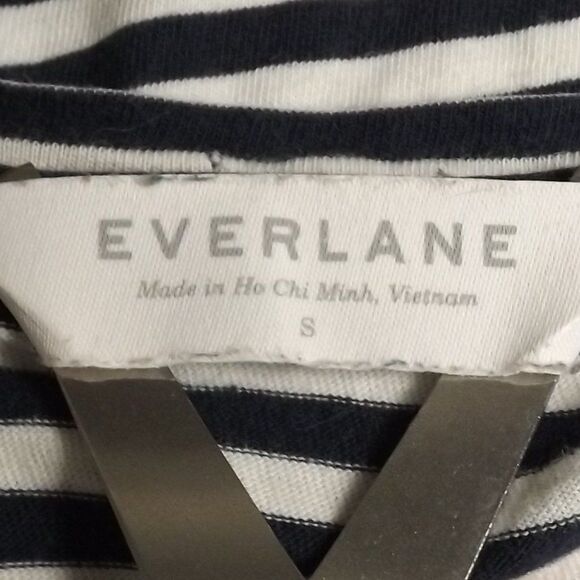 EVERLANE
Made in Ho Chi Minh, Vietnam
S